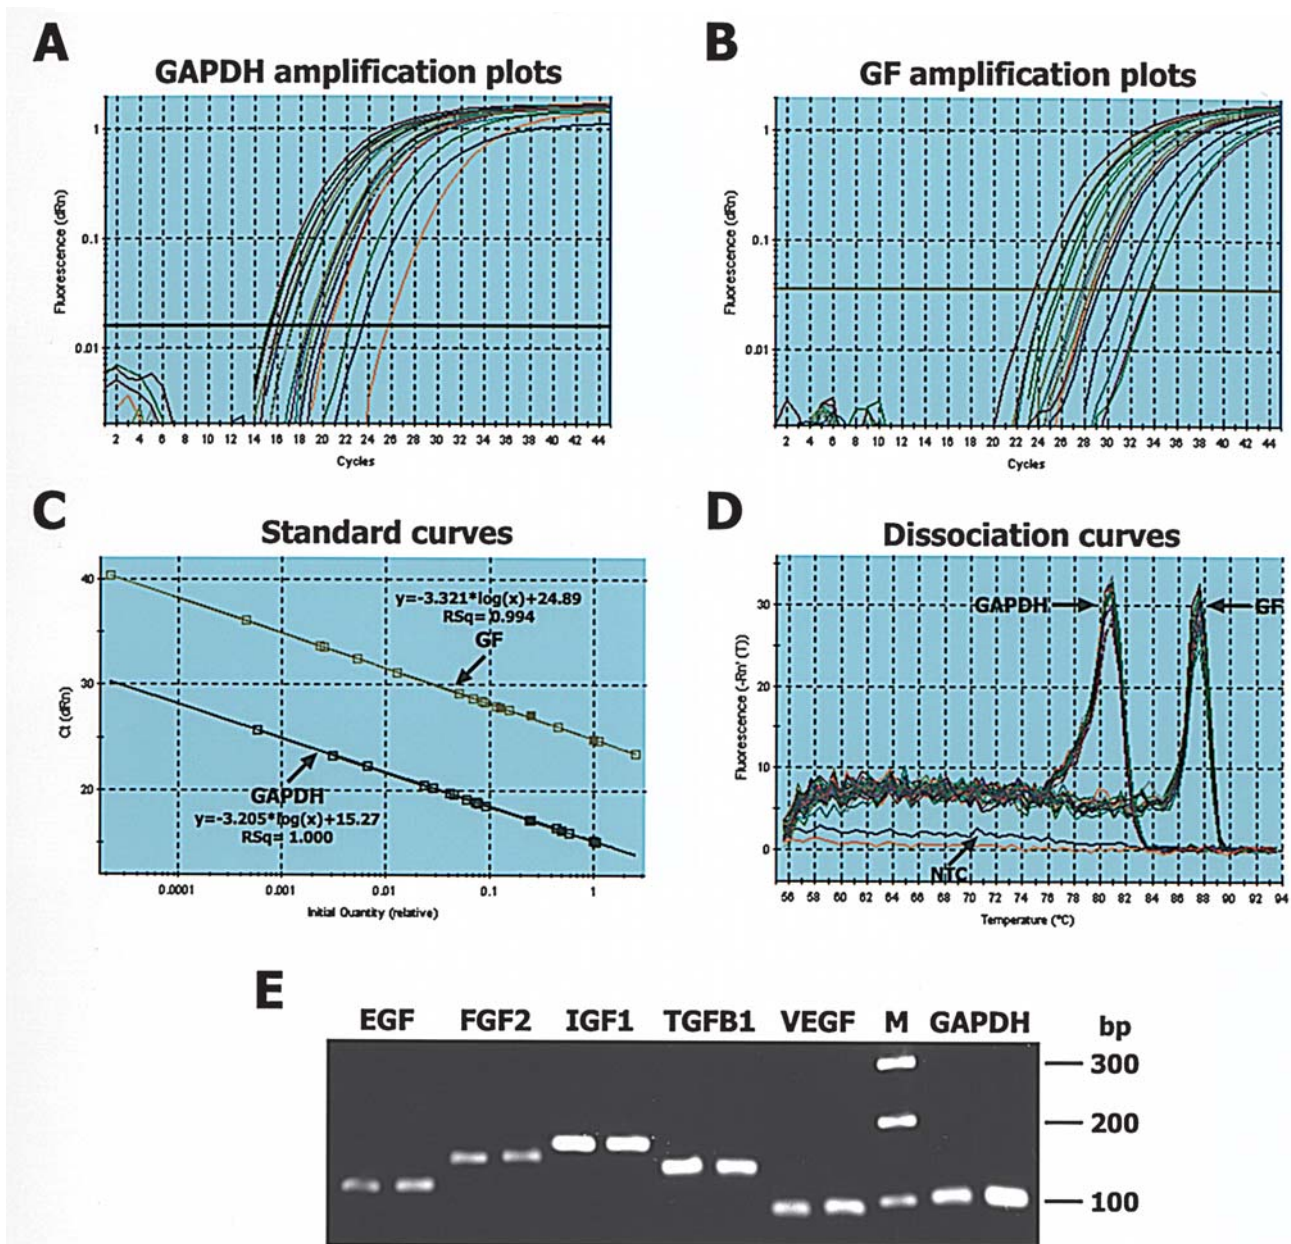 A
GAPDH amplification plots
Fluorescence (dRn)
1
0.1
0.01
2 4 6 8 10 12 14 16 18 20 22 24 26 28 30 32 34 36 38 40 42 44
Cycles
B
GF amplification plots
Fluorescence (dRn)
1
0.1
0.01
2 4 6 8 10 12 14 16 18 20 22 24 26 28 30 32 34 36 38 40 42 44
Cycles
C
Standard curves
Ct (dRn)
40
30
20
y=-3.321*log(x)+24.89
RSq= 0.994
GF
GAPDH
y=-3.205*log(x)+15.27
RSq= 1.000
0.0001 0.001 0.01 0.1 1
Initial Quantity (relative)
D
Dissociation curves
Fluorescence (-Rn' (T))
30
20
10
0
GAPDH
GF
NTC
56 58 60 62 64 66 68 70 72 74 76 78 80 82 84 86 88 90 92 94
Temperature (°C)
E
EGF FGF2 IGF1 TGFB1 VEGF M GAPDH bp
300
200
100